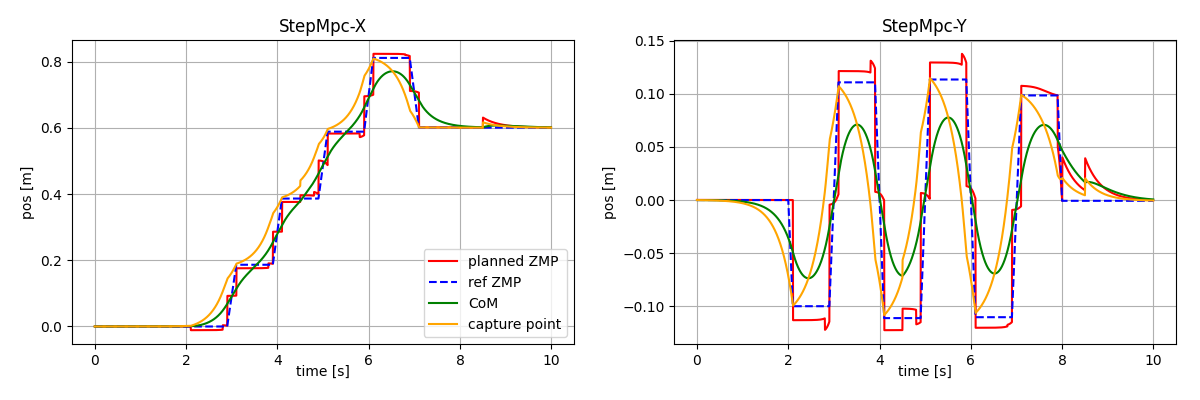 StepMpc-X
pos [m]
0.8
0.6
0.4
0.2
0.0
0 2 4 6 8 10
time [s]
planned ZMP
ref ZMP
CoM
capture point
StepMpc-Y
pos [m]
0.15
0.10
0.05
0.00
−0.05
−0.10
0 2 4 6 8 10
time [s]